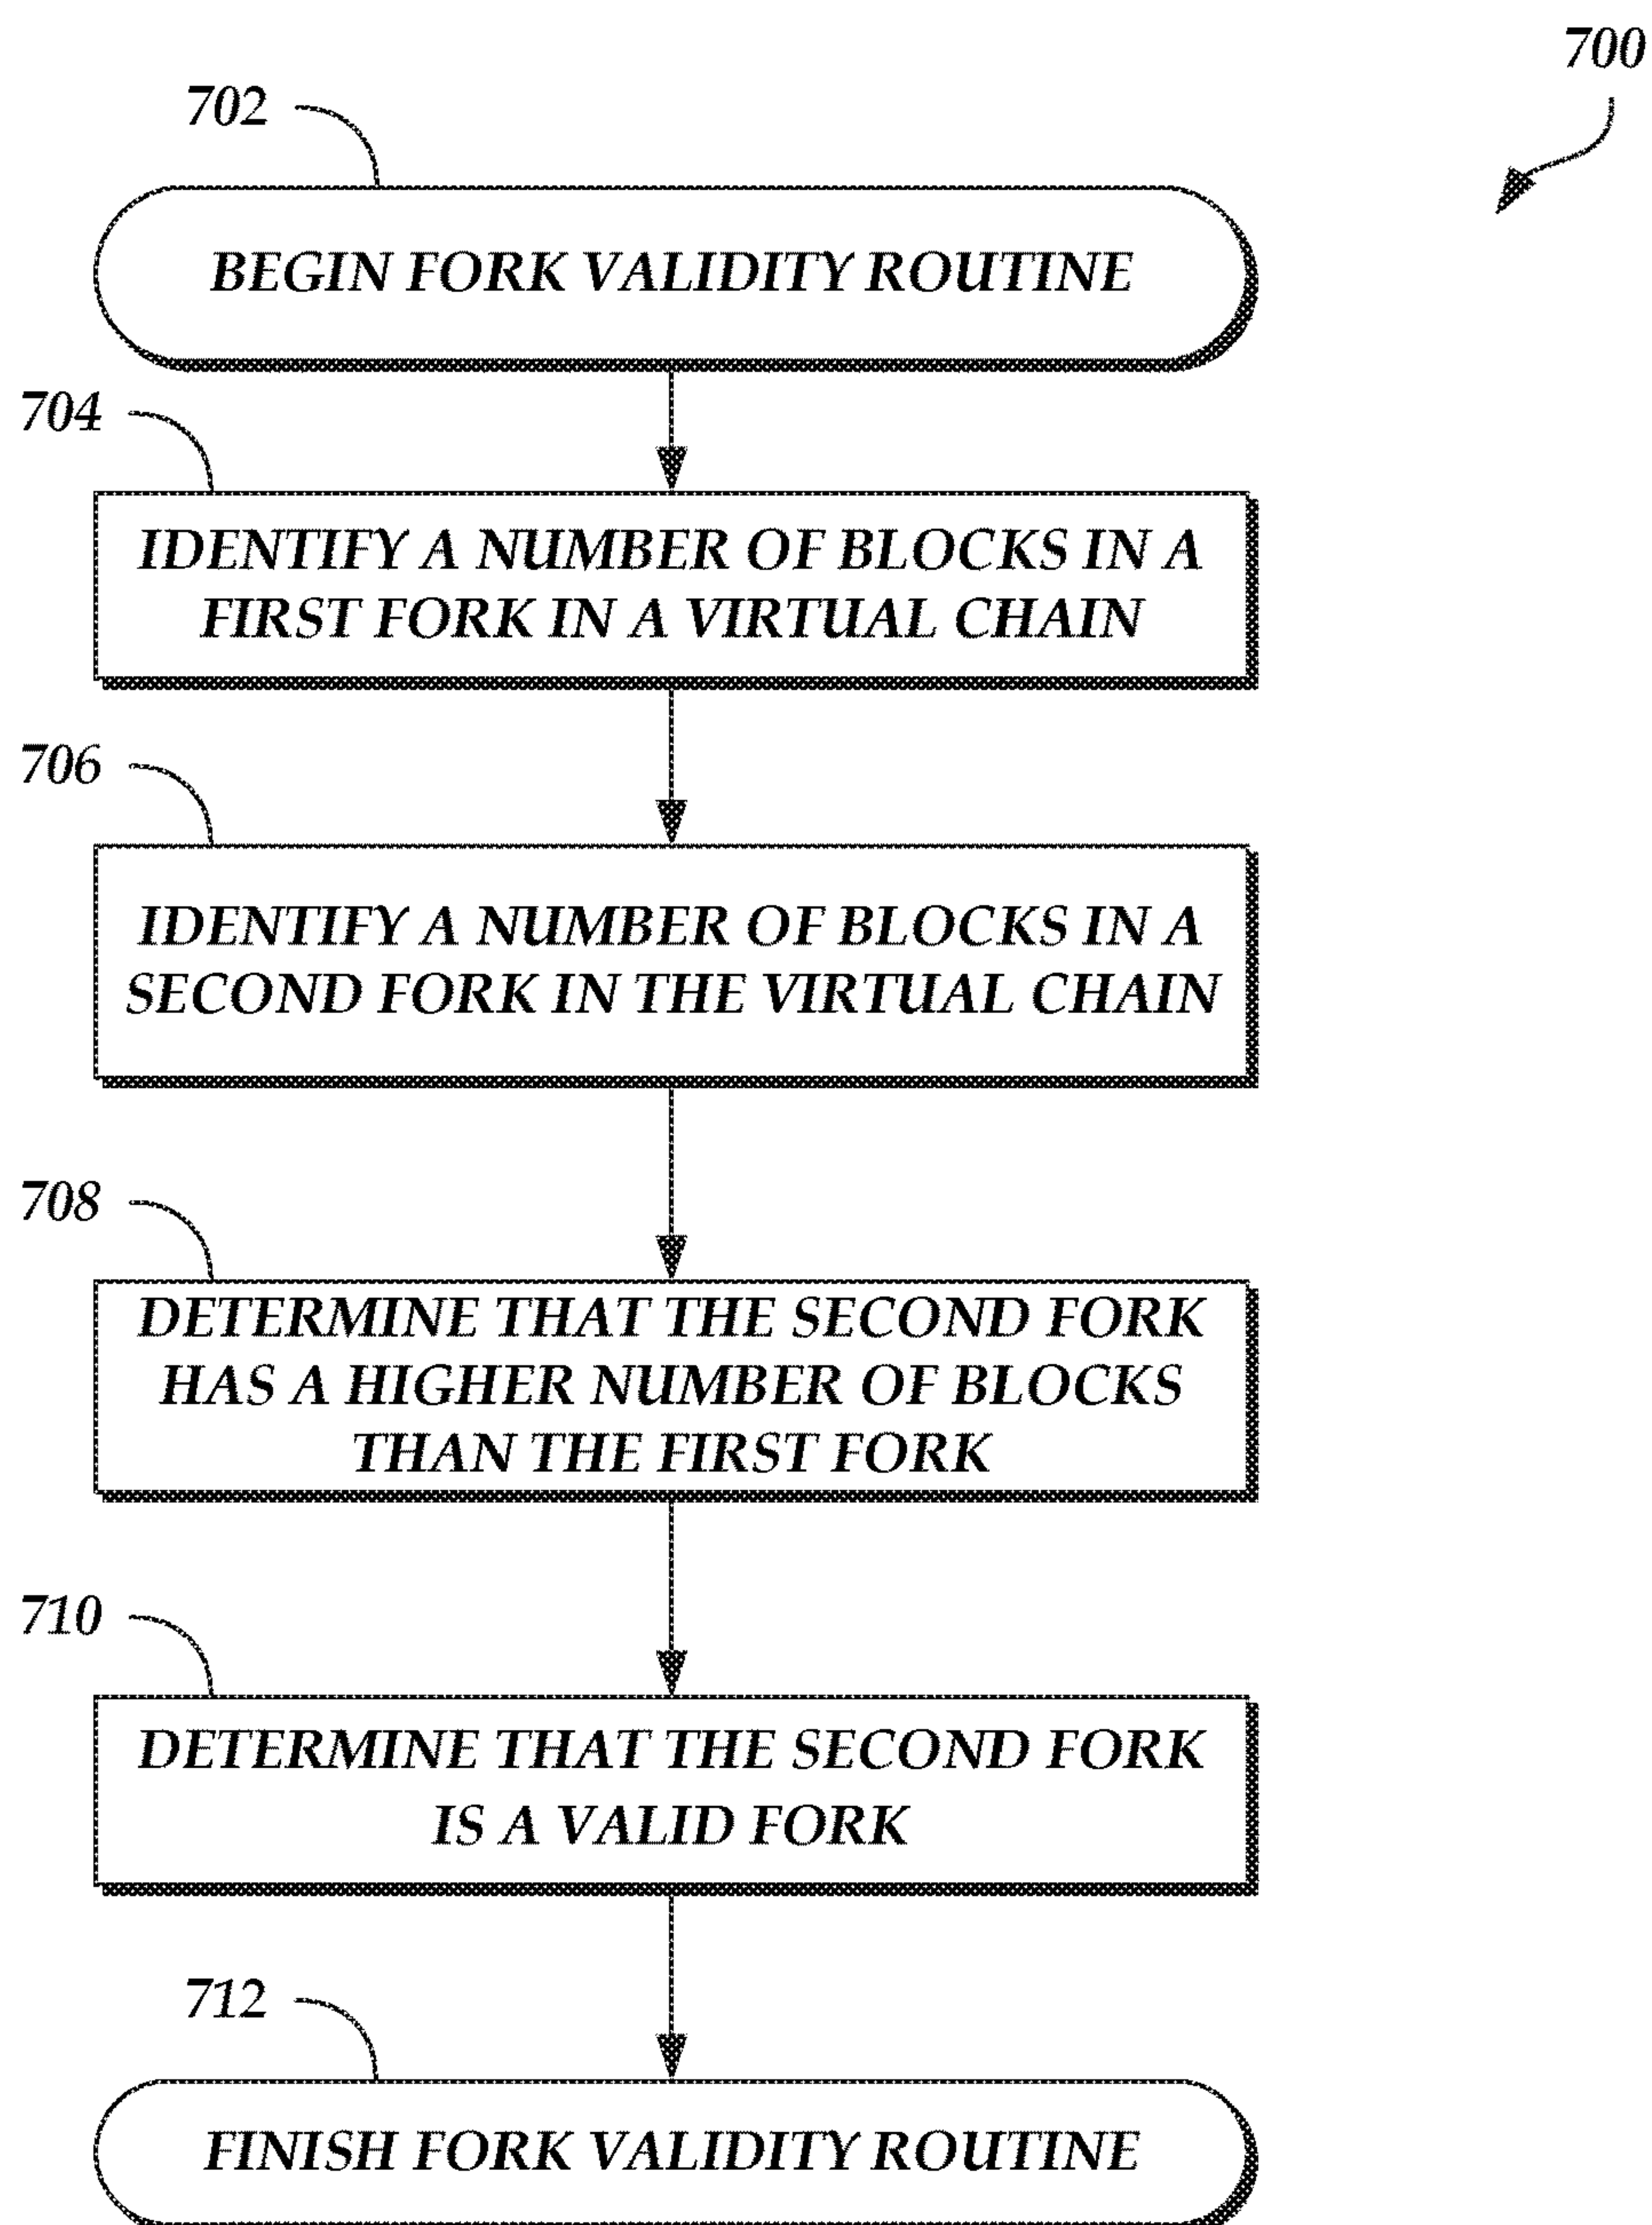 700
702
BEGIN FORK VALIDITY ROUTINE
704
IDENTIFY A NUMBER OF BLOCKS IN A
FIRST FORK IN A VIRTUAL CHAIN
706
IDENTIFY A NUMBER OF BLOCKS IN A
SECOND FORK IN THE VIRTUAL CHAIN
708
DETERMINE THAT THE SECOND FORK
HAS A HIGHER NUMBER OF BLOCKS
THAN THE FIRST FORK
710
DETERMINE THAT THE SECOND FORK
IS A VALID FORK
712
FINISH FORK VALIDITY ROUTINE